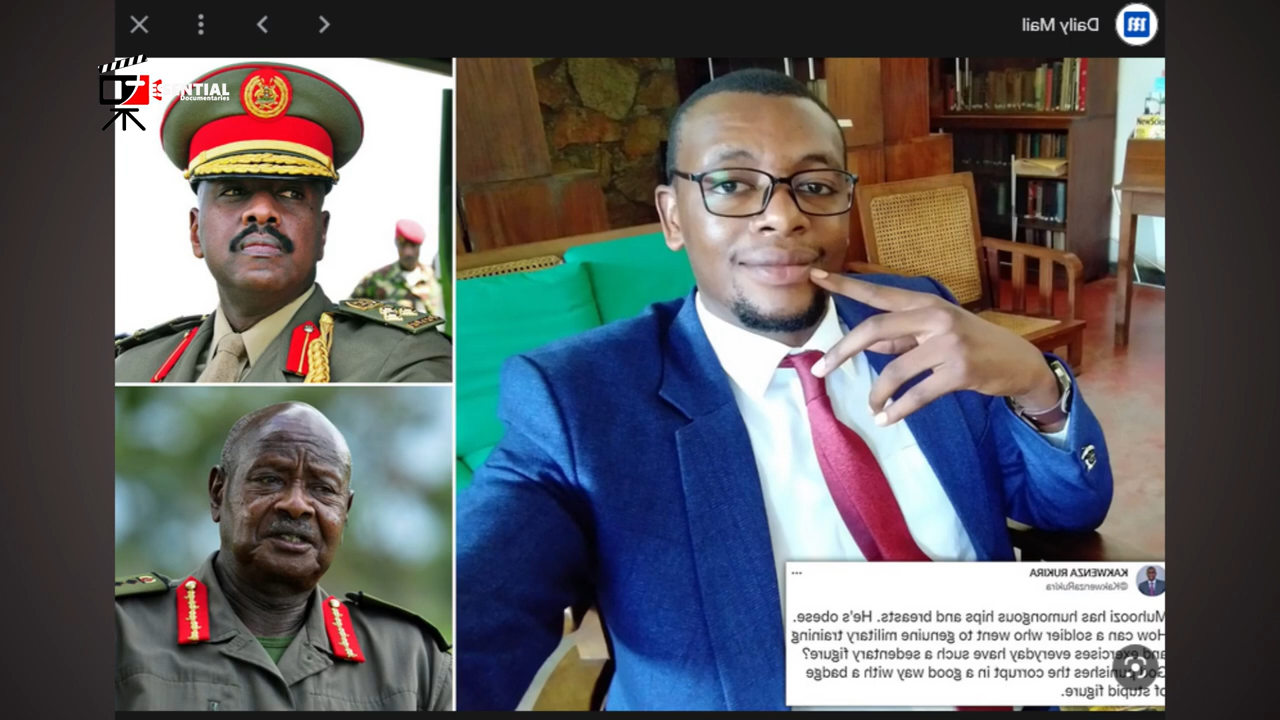 Daily Mail
ESSENTIAL
Documentaries
NewScien
KAKWENZA RUKIRA
@KakwenzaRukira
Muhoozi has humongous hips and breasts. He's obese.
How can a soldier who went to genuine military training
and exercises everyday have such a sedentary figure?
punishes the corrupt in a good way with a badge
of stupid figure.